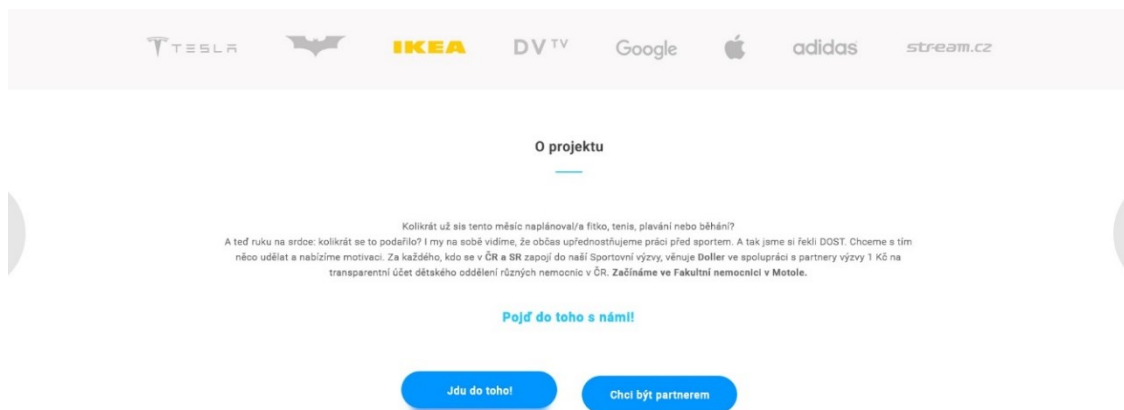 TESLA IKEA DVTV Google adidas stream.cz
O projektu
Kolikrát už sis tento měsíc naplánoval/a fitko, tenis, plavání nebo běhání?
A teď ruku na srdce: kolikrát se to podařilo? I my na sobě vidíme, že občas upřednostňujeme práci před sportem. A tak jsme si řekli DOST. Chceme s tím
něco udělat a nabízíme motivaci. Za každého, kdo se v ČR a SR zapojí do naší Sportovní výzvy, věnuje Doller ve spolupráci s partnery výzvy 1 Kč na
transparentní účet dětského oddělení různých nemocnic v ČR. Začínáme ve Fakultní nemocnici v Motole.
Pojď do toho s námi!
Jdu do toho! Chci být partnerem